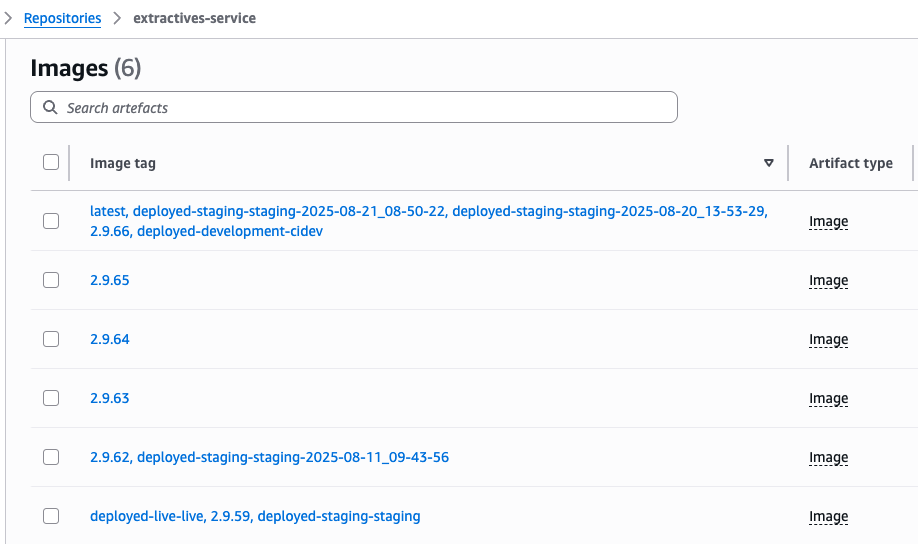 Repositories extractives-service
Images (6)
Search artefacts
Image tag Artifact type
latest, deployed-staging-staging-2025-08-21_08-50-22, deployed-staging-staging-2025-08-20_13-53-29,
2.9.66, deployed-development-cidev
Image
2.9.65 Image
2.9.64 Image
2.9.63 Image
2.9.62, deployed-staging-staging-2025-08-11_09-43-56 Image
deployed-live-live, 2.9.59, deployed-staging-staging Image